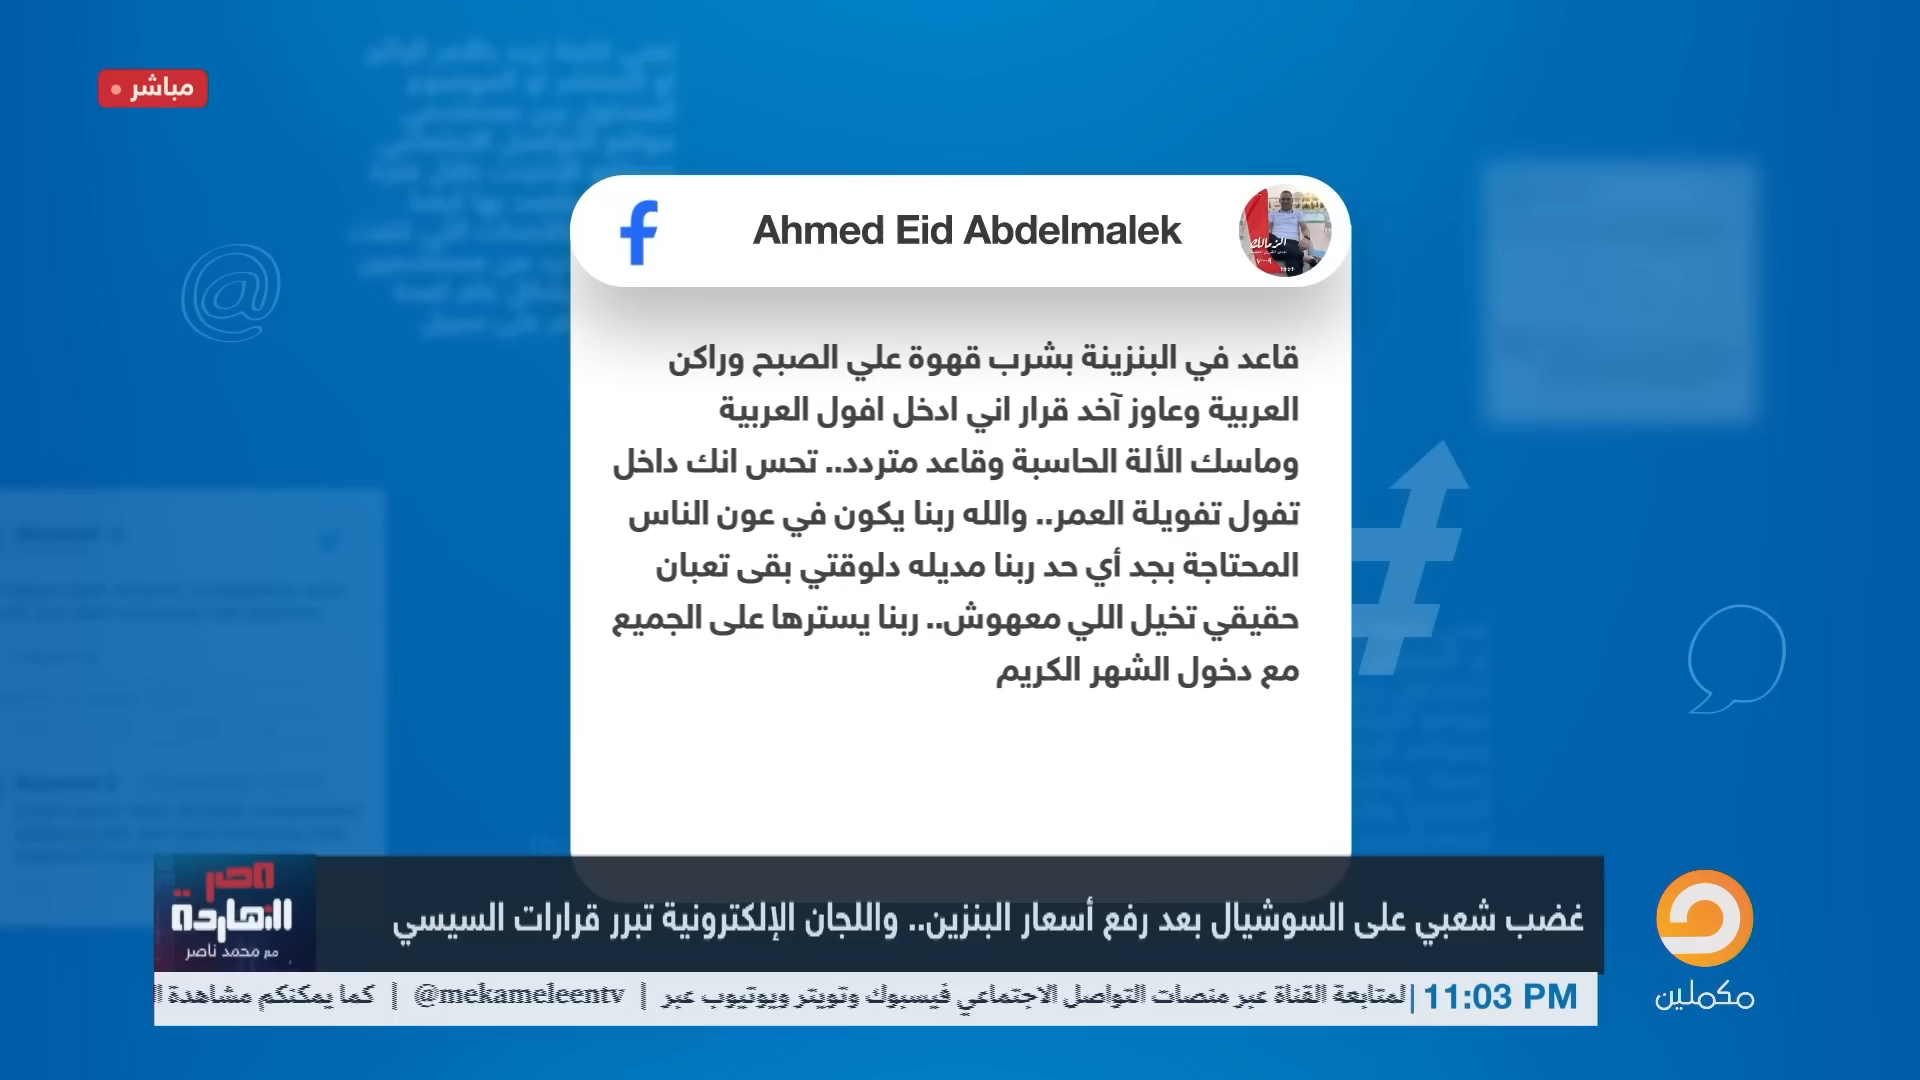 مباشر
Ahmed Eid Abdelmalek
الزمالك
قاعد في البنزينة بشرب قهوة علي الصبح وراكن
العربية وعاوز آخد قرار اني ادخل افول العربية
وماسك الألة الحاسبة وقاعد متردد.. تحس انك داخل
تفول تفويلة العمر.. والله ربنا يكون في عون الناس
المحتاجة بجد أي حد ربنا مديله دلوقتي بقى تعبان
حقيقي تخيل اللي معهوش.. ربنا يسترها على الجميع
مع دخول الشهر الكريم
مصر النهاردة
مع محمد ناصر
غضب شعبي على السوشيال بعد رفع أسعار البنزين.. واللجان الإلكترونية تبرر قرارات السيسي
11:03 PM | لمتابعة القناة عبر منصات التواصل الاجتماعي فيسبوك وتويتر ويوتيوب عبر | @mekameleentv | كما يمكنكم مشاهدة
مكملين